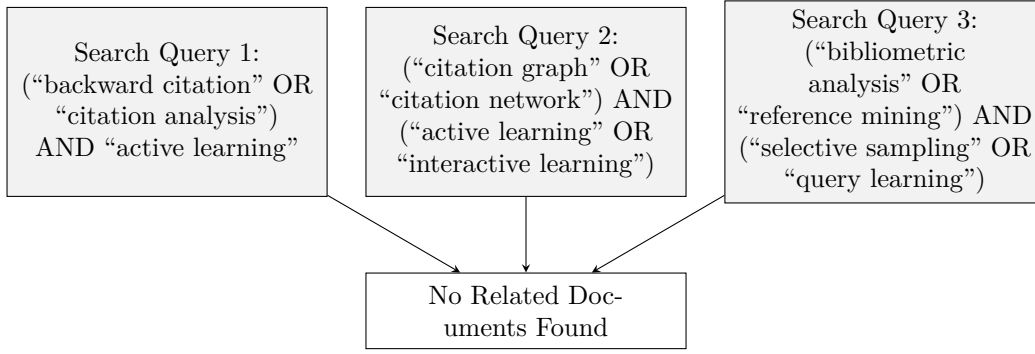 Search Query 1:
(“backward citation” OR
“citation analysis”)
AND “active learning”
Search Query 2:
(“citation graph” OR
“citation network”) AND
(“active learning” OR
“interactive learning”)
Search Query 3:
(“bibliometric
analysis” OR
“reference mining”) AND
(“selective sampling” OR
“query learning”)
No Related Doc-
uments Found